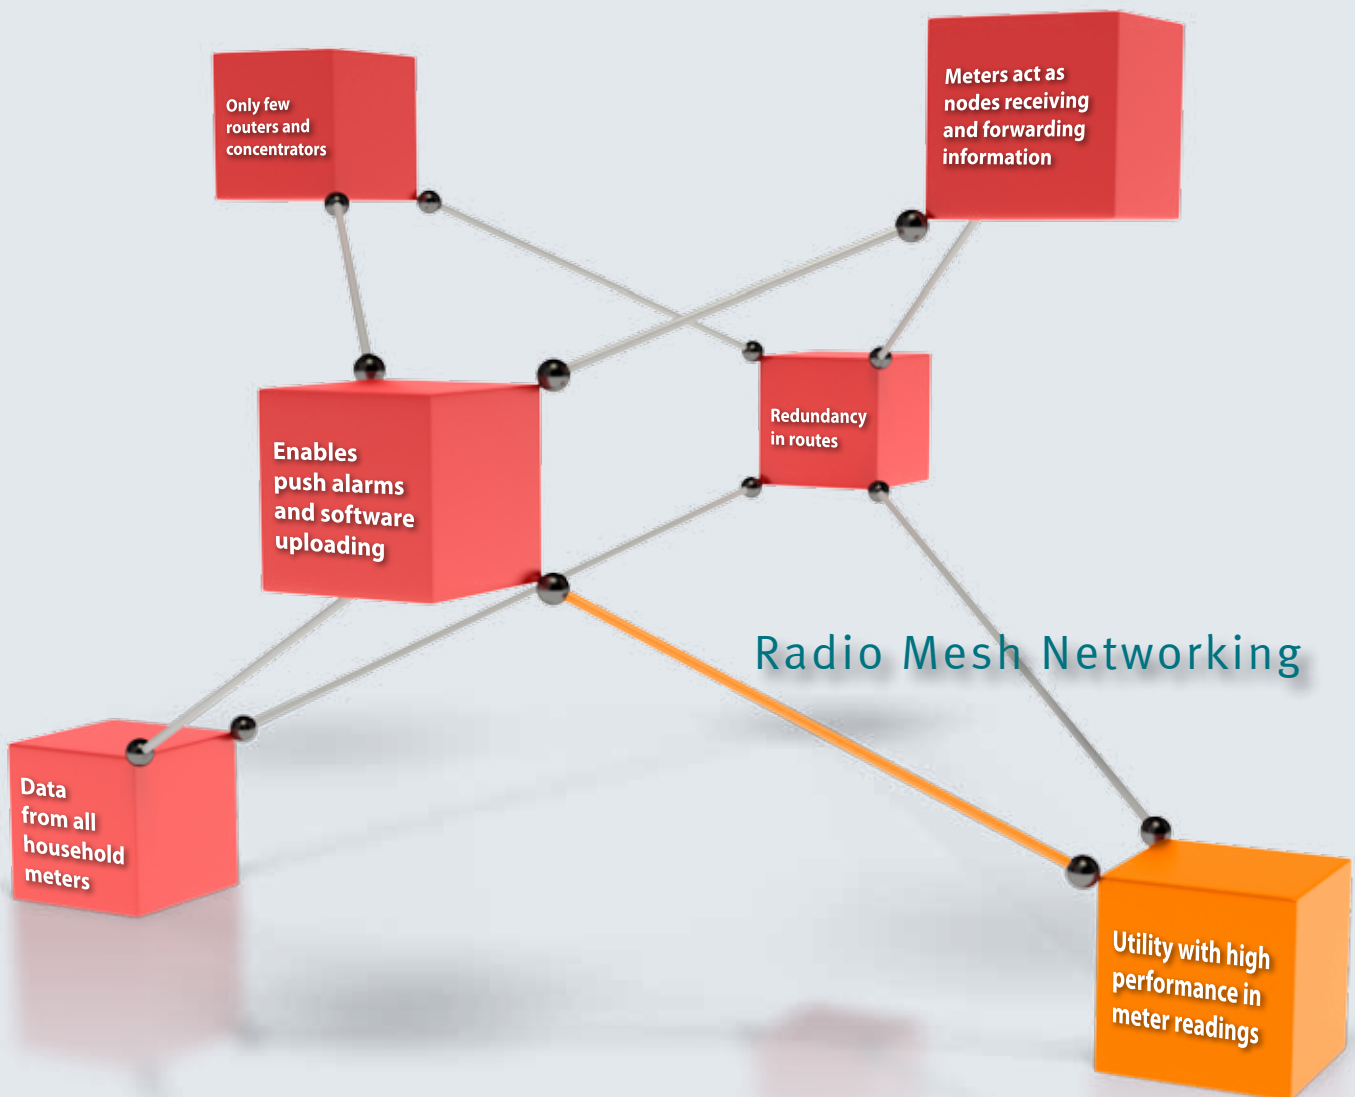 Only few
routers and
concentrators
Meters act as
nodes receiving
and forwarding
information
Enables
push alarms
and software
uploading
Redundancy
in routes
Radio Mesh Networking
Data
from all
household
meters
Utility with high
performance in
meter readings